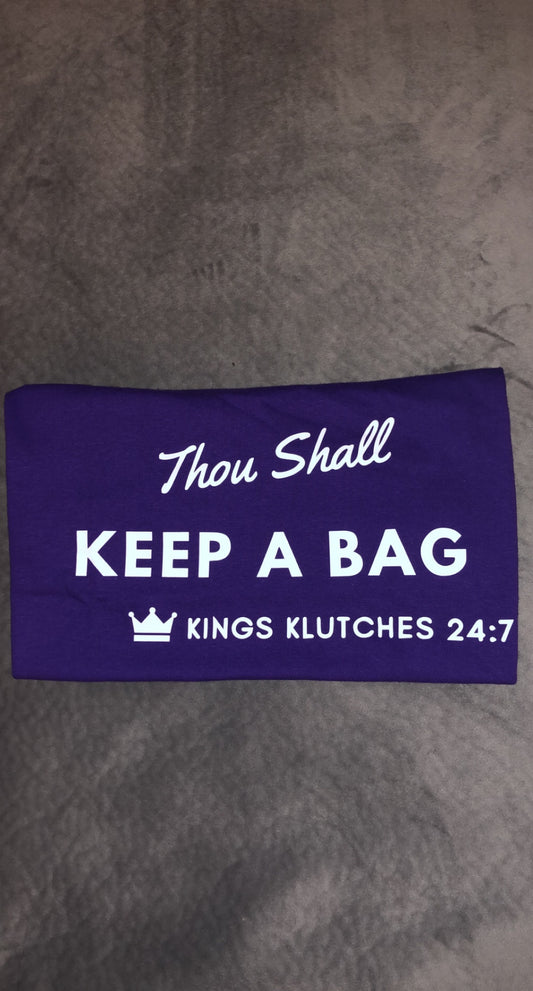 Thou Shall
KEEP A BAG
KINGS KLUTCHES 24:7